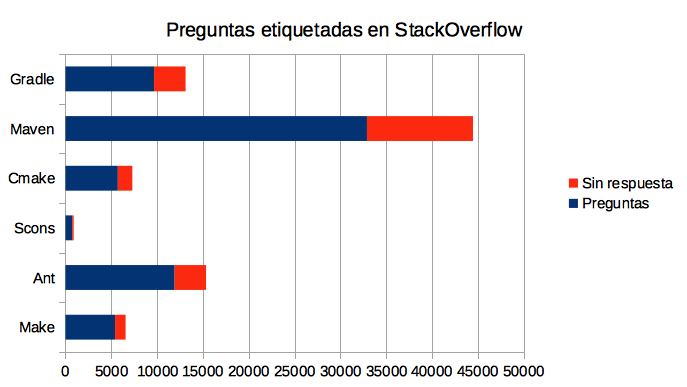 Preguntas etiquetadas en StackOverflow
Gradle
Maven
Cmake
Scons
Ant
Make
0 5000 10000 15000 20000 25000 30000 35000 40000 45000 50000
Sin respuesta
Preguntas